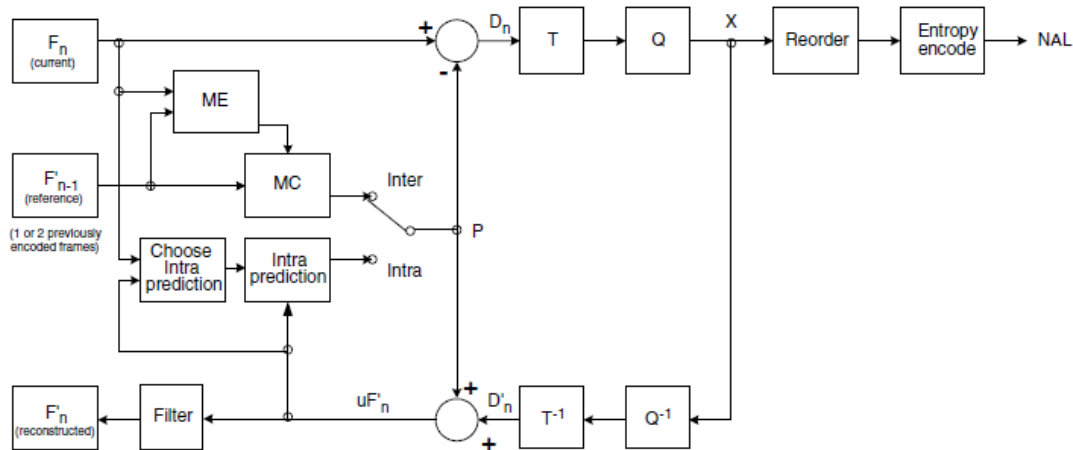 Fn
(current)
+
-
Dn
T
Q
X
Reorder
Entropy
encode
NAL
ME
F'n-1
(reference)
(1 or 2 previously
encoded frames)
MC
Inter
P
Choose
Intra
prediction
Intra
prediction
Intra
F'n
(reconstructed)
Filter
uF'n
+
+
D'n
T-1
Q-1